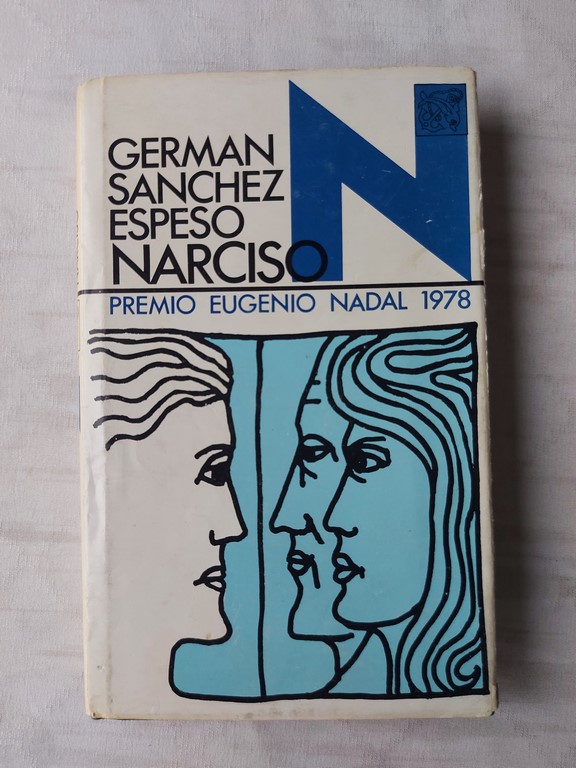 GERMAN
SANCHEZ
ESPESO
NARCISO
N
PREMIO EUGENIO NADAL 1978